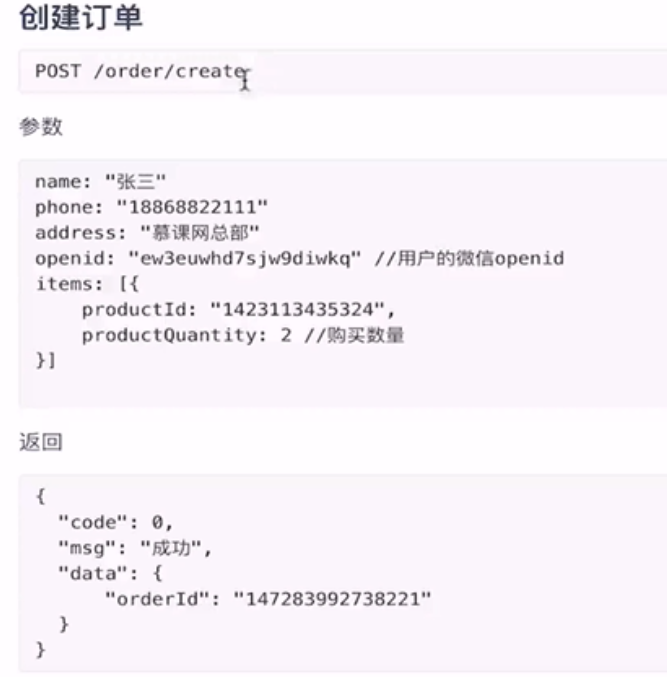 创建订单
POST /order/create
参数
name: "张三"
phone: "18868822111"
address: "慕课网总部"
openid: "ew3euwhd7sjw9diwkq" //用户的微信openid
items: [{
    productId: "1423113435324",
    productQuantity: 2 //购买数量
}]
返回
{
  "code": 0,
  "msg": "成功",
  "data": {
      "orderId": "147283992738221"
  }
}